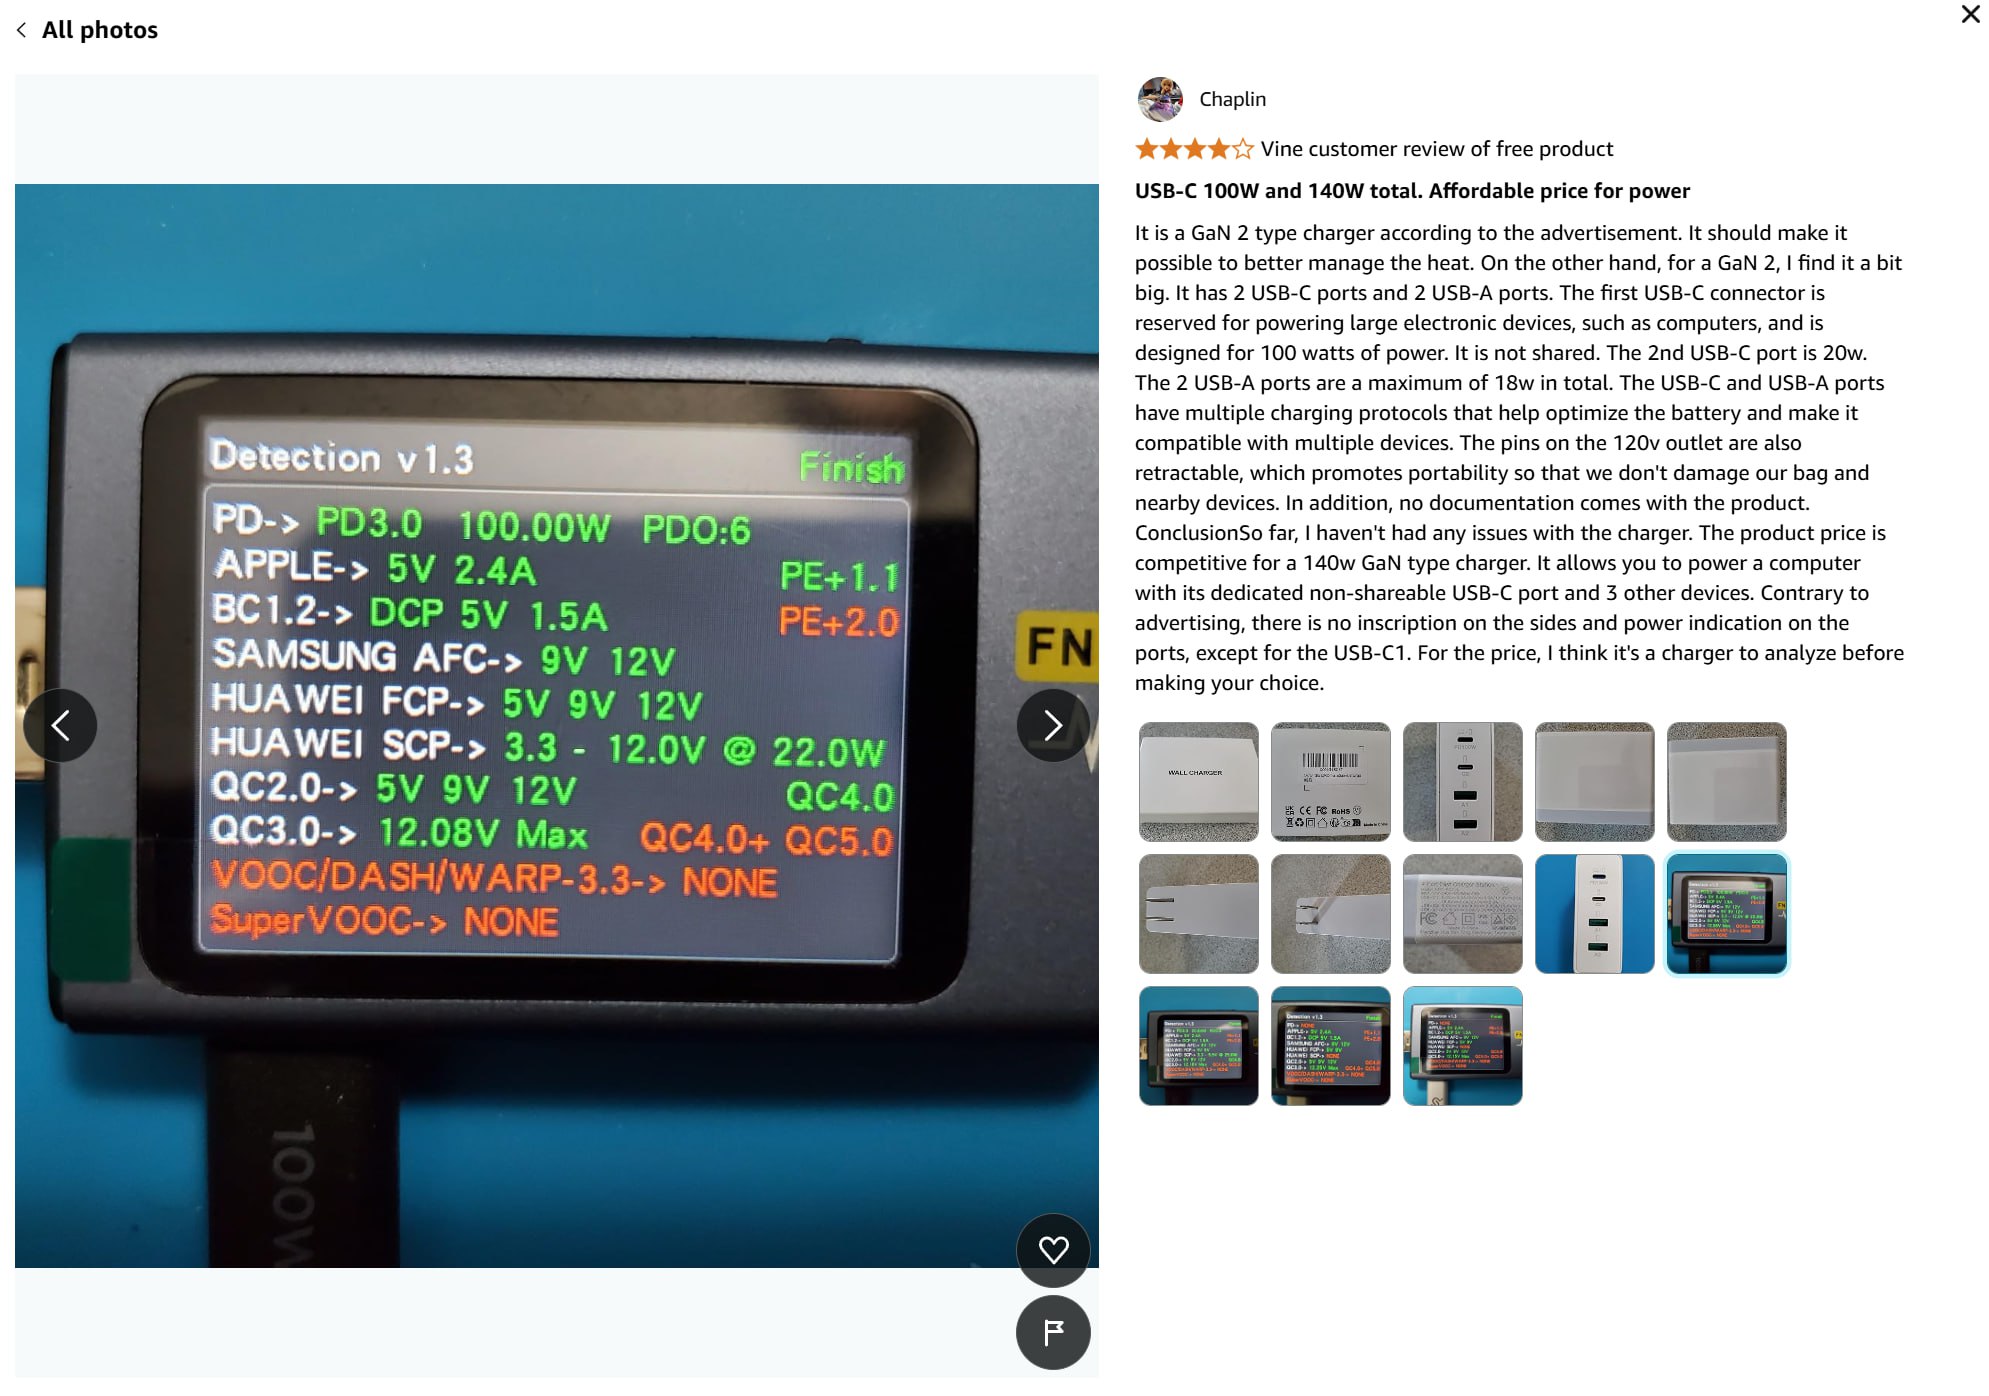 All photos
Chaplin
Vine customer review of free product
USB-C 100W and 140W total. Affordable price for power
It is a GaN 2 type charger according to the advertisement. It should make it
possible to better manage the heat. On the other hand, for a GaN 2, I find it a bit
big. It has 2 USB-C ports and 2 USB-A ports. The first USB-C connector is
reserved for powering large electronic devices, such as computers, and is
designed for 100 watts of power. It is not shared. The 2nd USB-C port is 20w.
The 2 USB-A ports are a maximum of 18w in total. The USB-C and USB-A ports
have multiple charging protocols that help optimize the battery and make it
compatible with multiple devices. The pins on the 120v outlet are also
retractable, which promotes portability so that we don't damage our bag and
nearby devices. In addition, no documentation comes with the product.
ConclusionSo far, I haven't had any issues with the charger. The product price is
competitive for a 140w GaN type charger. It allows you to power a computer
with its dedicated non-shareable USB-C port and 3 other devices. Contrary to
advertising, there is no inscription on the sides and power indication on the
ports, except for the USB-C1. For the price, I think it's a charger to analyze before
making your choice.
Detection v1.3 Finish
PD-> PD3.0 100.00W PDO:6
APPLE-> 5V 2.4A PE+1.1
BC1.2-> DCP 5V 1.5A PE+2.0
SAMSUNG AFC-> 9V 12V
HUAWEI FCP-> 5V 9V 12V
HUAWEI SCP-> 3.3 - 12.0V @ 22.0W
QC2.0-> 5V 9V 12V QC4.0
QC3.0-> 12.08V Max QC4.0+ QC5.0
VOOC/DASH/WARP-3.3-> NONE
SuperVOOC-> NONE
FN
100W
WALL CHARGER